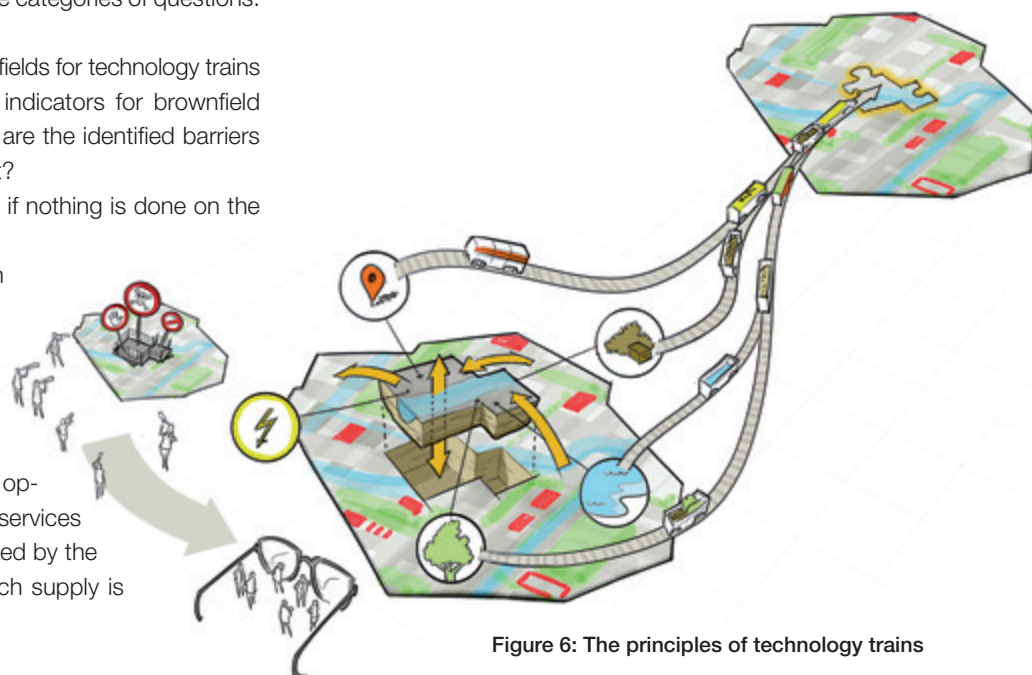 e categories of questions.
fields for technology trains
indicators for brownfield
are the identified barriers
t?
if nothing is done on the
n
op-
services
ed by the
ch supply is
Figure 6: The principles of technology trains